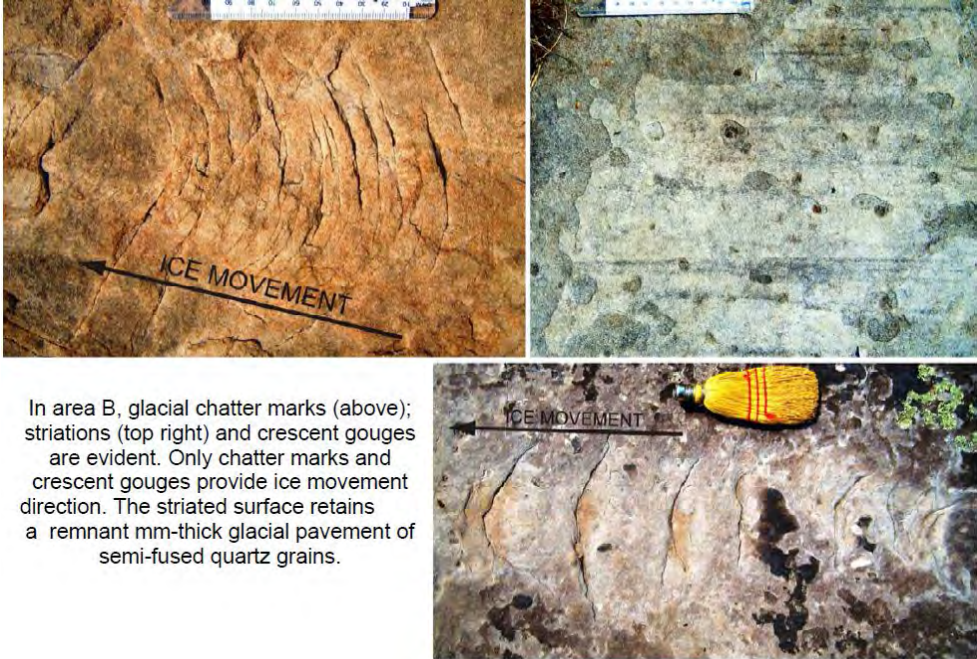 ICE MOVEMENT
In area B, glacial chatter marks (above);
striations (top right) and crescent gouges
are evident. Only chatter marks and
crescent gouges provide ice movement
direction. The striated surface retains
a remnant mm-thick glacial pavement of
semi-fused quartz grains.
ICE MOVEMENT